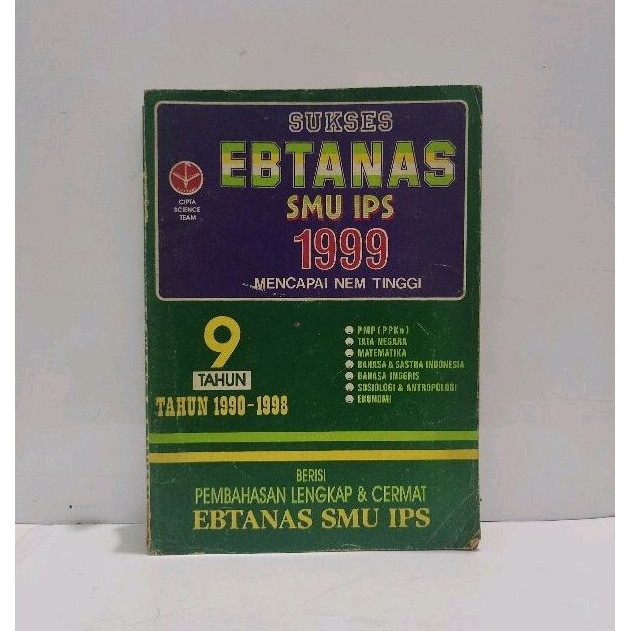 SUKSES
EBTANAS
SMU IPS
1999
MENCAPAI NEM TINGGI
CIPTA
SCIENCE
TEAM
9
TAHUN
TAHUN 1990-1998
PMP (PPKn)
TATA NEGARA
MATEMATIKA
BAHASA & SASTRA INDONESIA
BAHASA INGGRIS
SOSIOLOGI & ANTROPOLOGI
EKONOMI
BERISI
PEMBAHASAN LENGKAP & CERMAT
EBTANAS SMU IPS